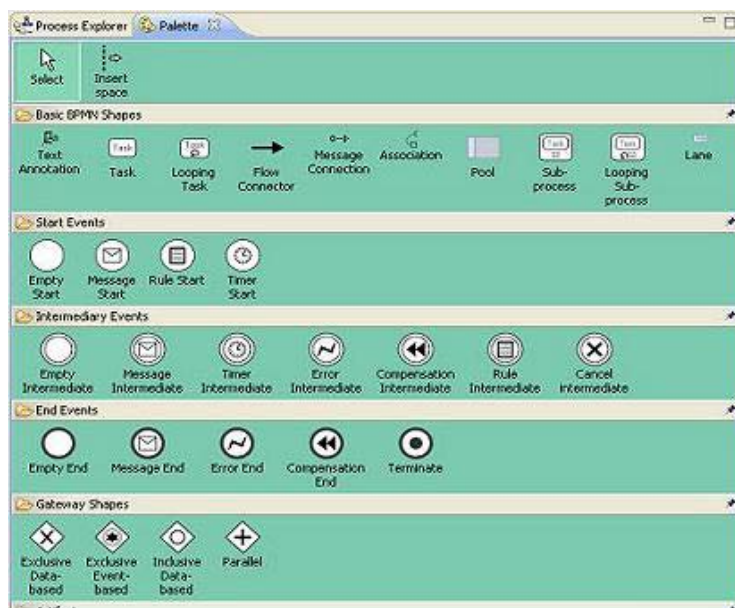 Process Explorer Palette
Select Insert
space
Basic BPMN Shapes
Text
Annotation
Task
Looping
Task
Flow
Connector
Message
Connection
Association
Pool
Sub-
process
Looping
Sub-
process
Lane
Start Events
Empty
Start
Message
Start
Rule Start
Timer
Start
Intermediary Events
Empty
Intermediate
Message
Intermediate
Timer
Intermediate
Error
Intermediate
Compensation
Intermediate
Rule
Intermediate
Cancel
intermediate
End Events
Empty End
Message End
Error End
Compensation
End
Terminate
Gateway Shapes
Exclusive
Data-
based
Exclusive
Event-
based
Inclusive
Data-
based
Parallel